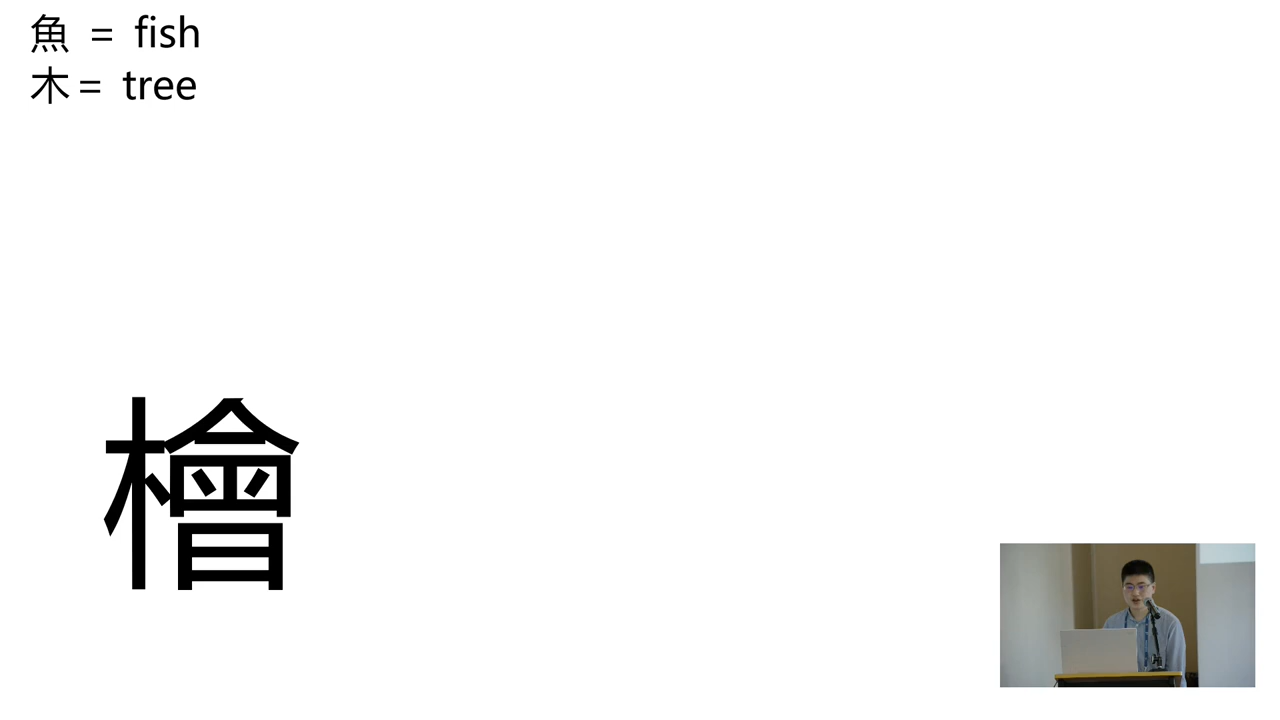 魚 = fish
木 = tree
檜